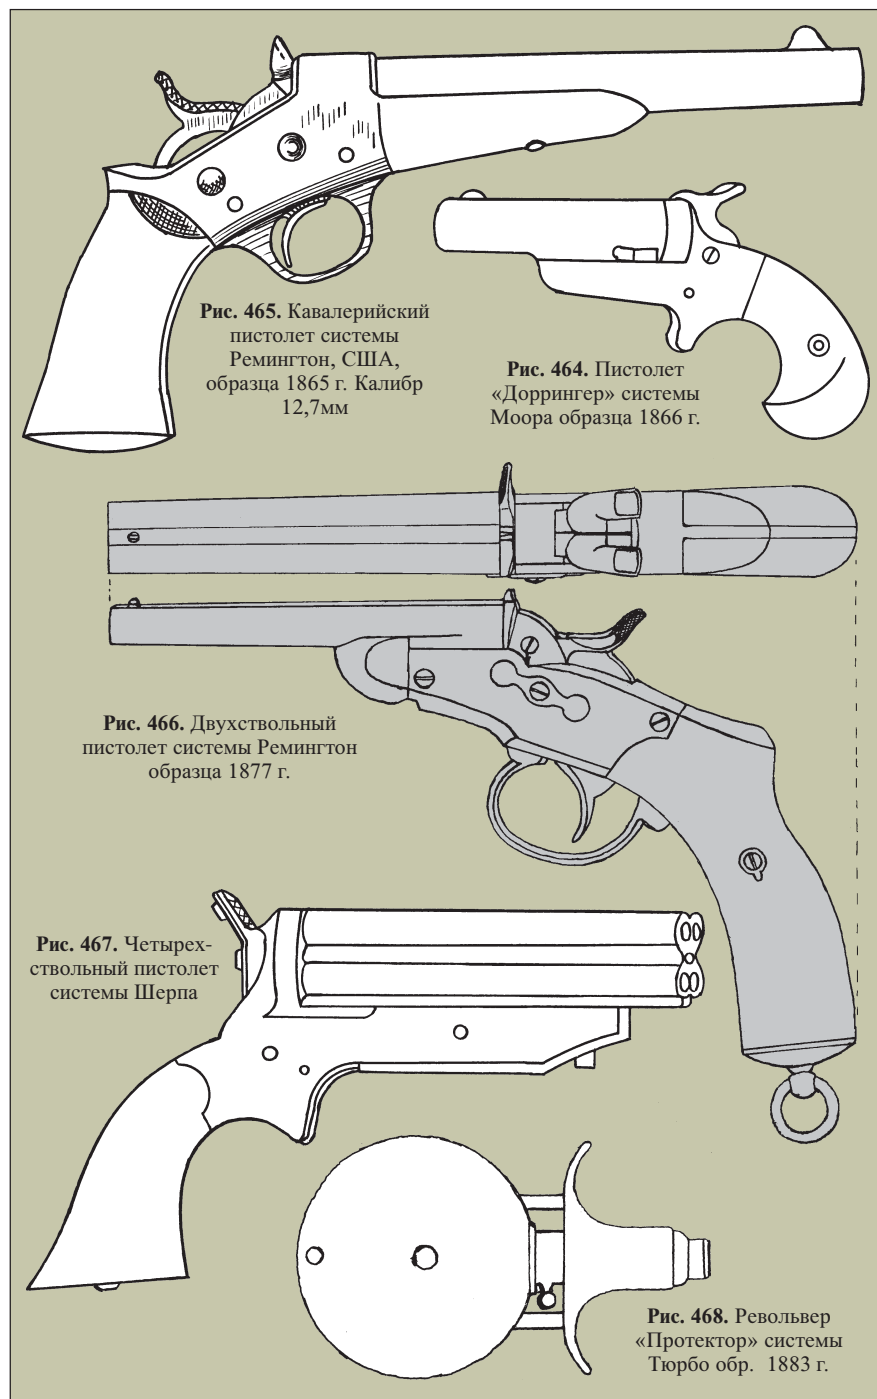 Рис. 465. Кавалерийский
пистолет системы
Ремингтон, США,
образца 1865 г. Калибр
12,7мм
Рис. 464. Пистолет
«Доррингер» системы
Моора образца 1866 г.
Рис. 466. Двухствольный
пистолет системы Ремингтон
образца 1877 г.
Рис. 467. Четырех-
ствольный пистолет
системы Шерпа
Рис. 468. Револьвер
«Протектор» системы
Тюрбо обр. 1883 г.